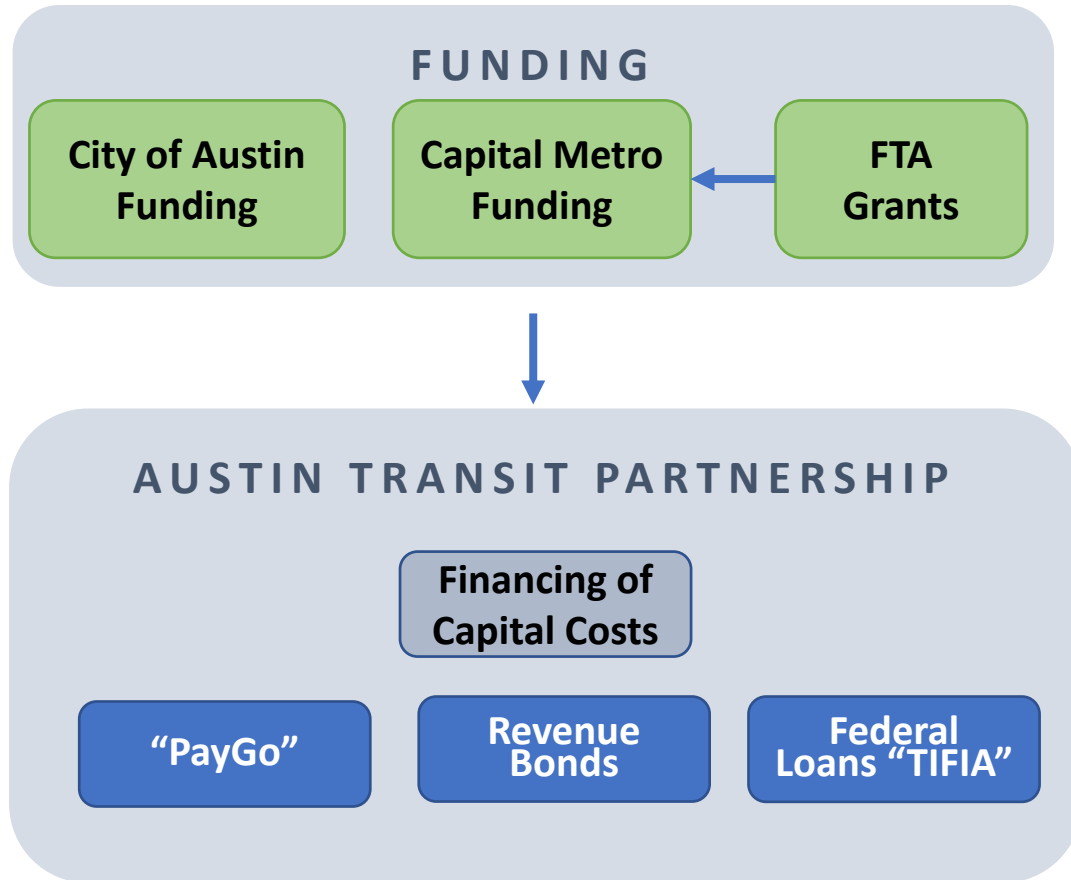 FUNDING
City of Austin
Funding
Capital Metro
Funding
FTA
Grants
AUSTIN TRANSIT PARTNERSHIP
Financing of
Capital Costs
“PayGo”
Revenue
Bonds
Federal
Loans “TIFIA”